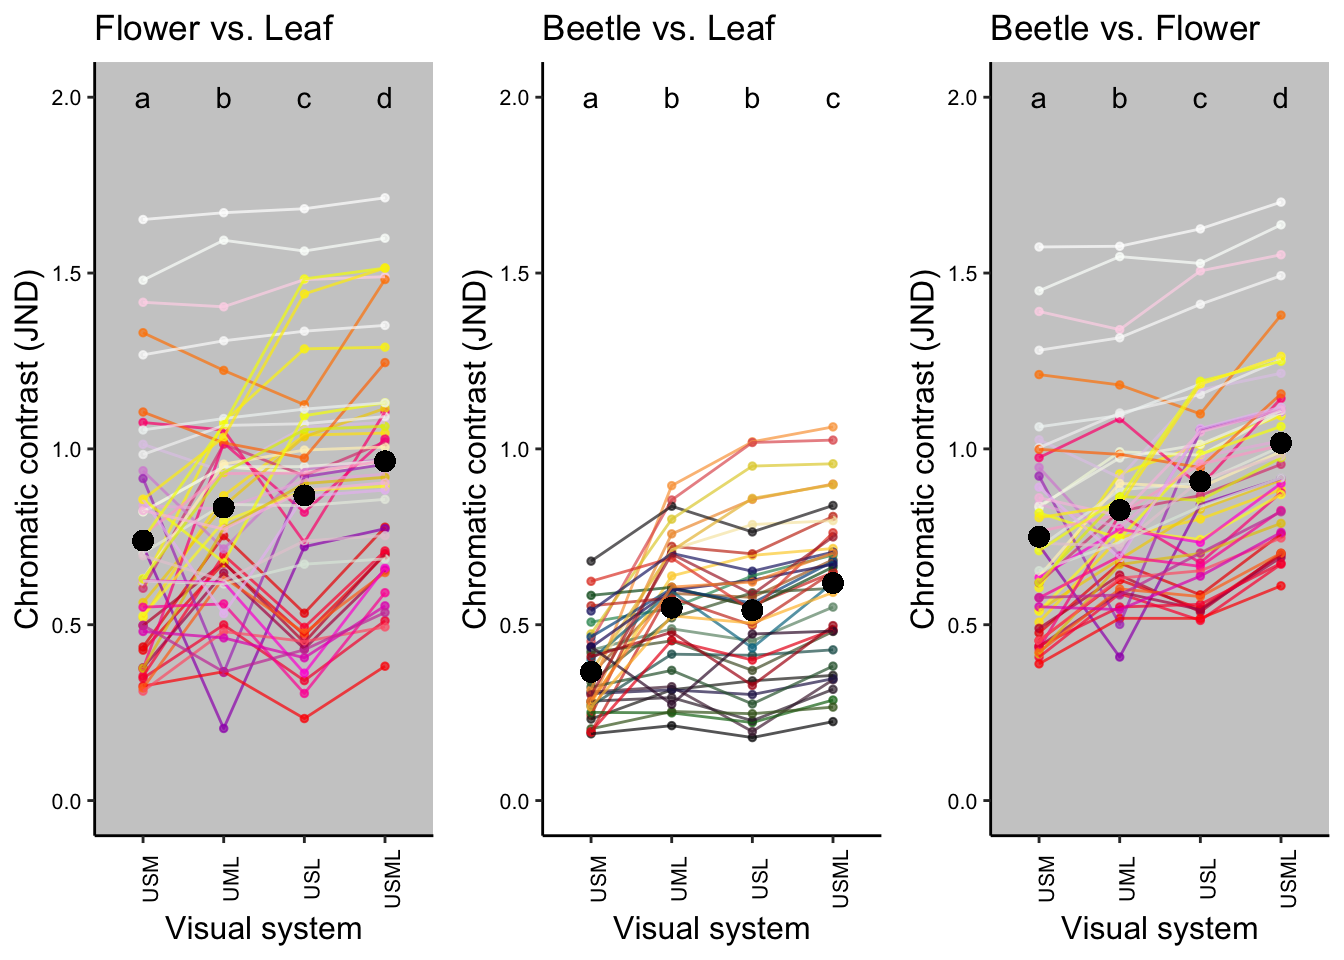 Flower vs. Leaf
Beetle vs. Leaf
Beetle vs. Flower
Chromatic contrast (JND)
2.0
1.5
1.0
0.5
0.0
a b c d
USM
UML
USL
USML
Visual system
Chromatic contrast (JND)
2.0
1.5
1.0
0.5
0.0
a b b c
USM
UML
USL
USML
Visual system
Chromatic contrast (JND)
2.0
1.5
1.0
0.5
0.0
a b c d
USM
UML
USL
USML
Visual system